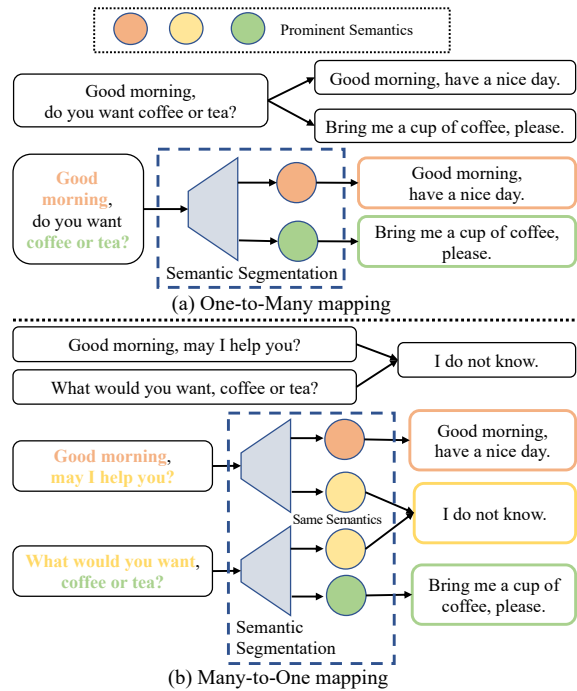 Prominent Semantics
Good morning,
do you want coffee or tea?
Good morning, have a nice day.
Bring me a cup of coffee, please.
Good
morning,
do you want
coffee or tea?
Semantic Segmentation
Good morning,
have a nice day.
Bring me a cup of coffee,
please.
(a) One-to-Many mapping
Good morning, may I help you?
What would you want, coffee or tea?
I do not know.
Good morning,
may I help you?
What would you want,
coffee or tea?
Same Semantics
Semantic
Segmentation
Good morning,
have a nice day.
I do not know.
Bring me a cup of
coffee, please.
(b) Many-to-One mapping